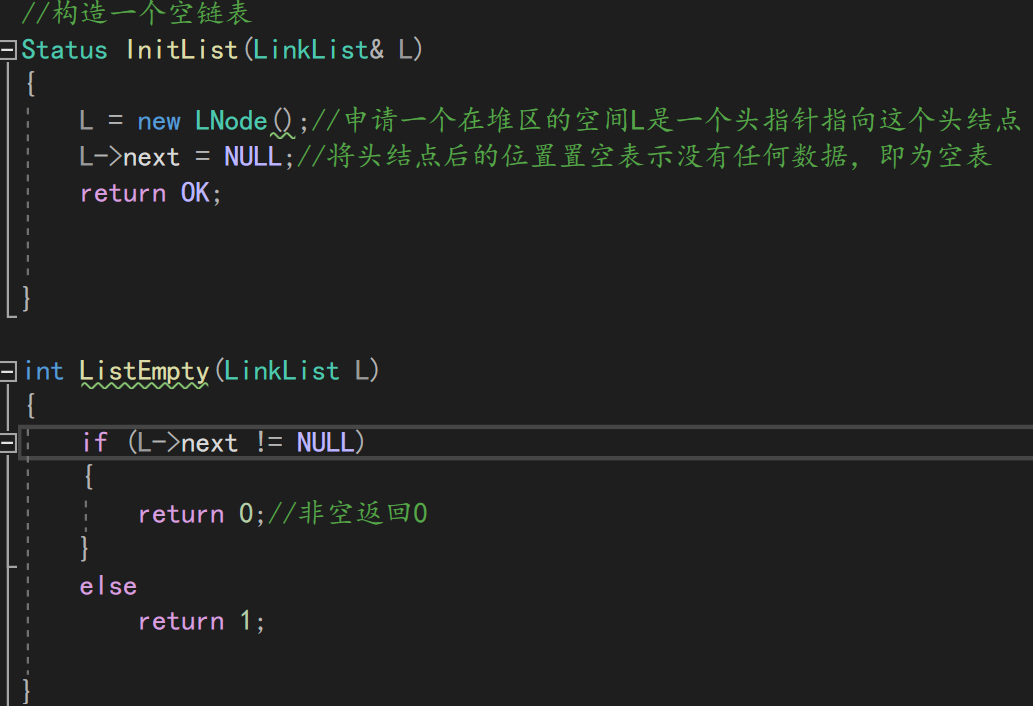 //构造一个空链表
Status InitList(LinkList& L)
{
    L = new LNode();//申请一个在堆区的空间L是一个头指针指向这个头结点
    L->next = NULL;//将头结点后的位置置空表示没有任何数据，即为空表
    return OK;
}
int ListEmpty(LinkList L)
{
    if (L->next != NULL)
    {
        return 0;//非空返回0
    }
    else
        return 1;
}